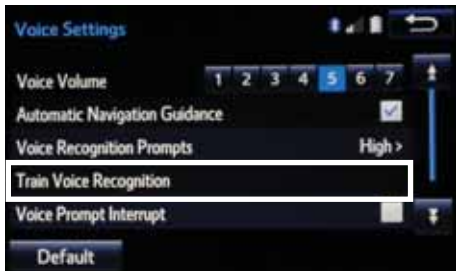 Voice Settings
Voice Volume 1 2 3 4 5 6 7
Automatic Navigation Guidance
Voice Recognition Prompts High >
Train Voice Recognition
Voice Prompt Interrupt
Default